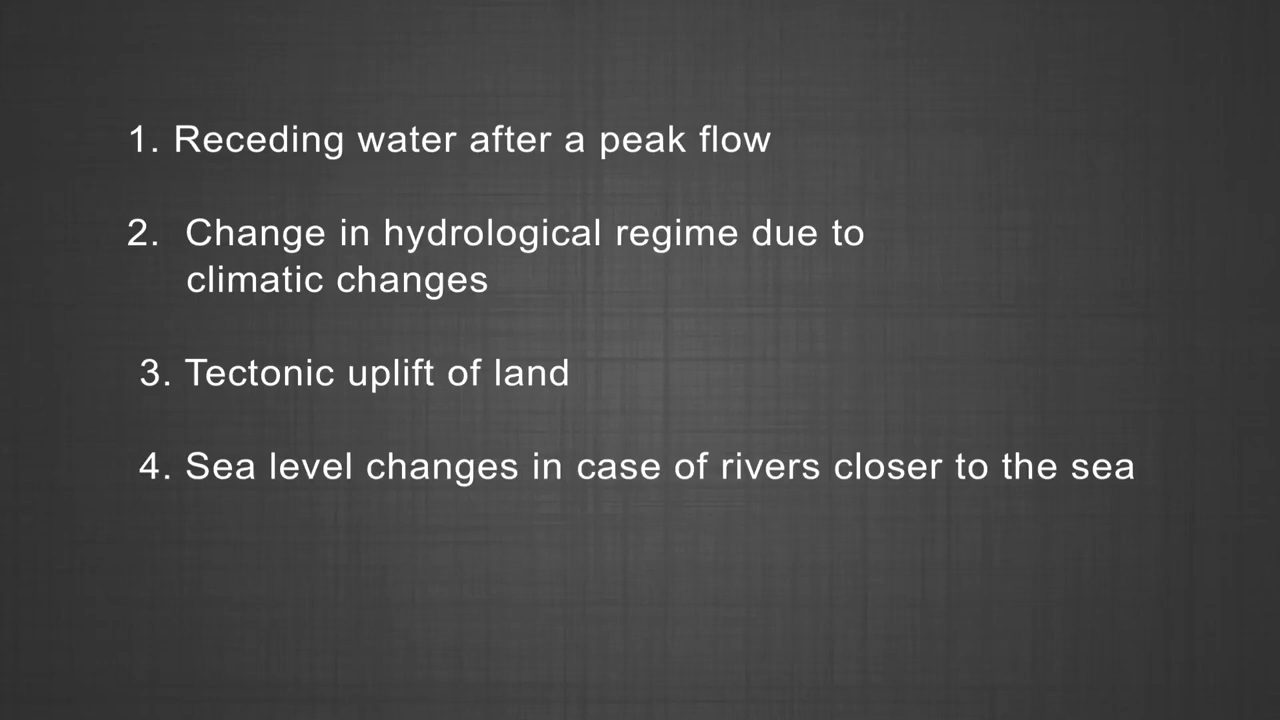 1. Receding water after a peak flow
2. Change in hydrological regime due to
climatic changes
3. Tectonic uplift of land
4. Sea level changes in case of rivers closer to the sea